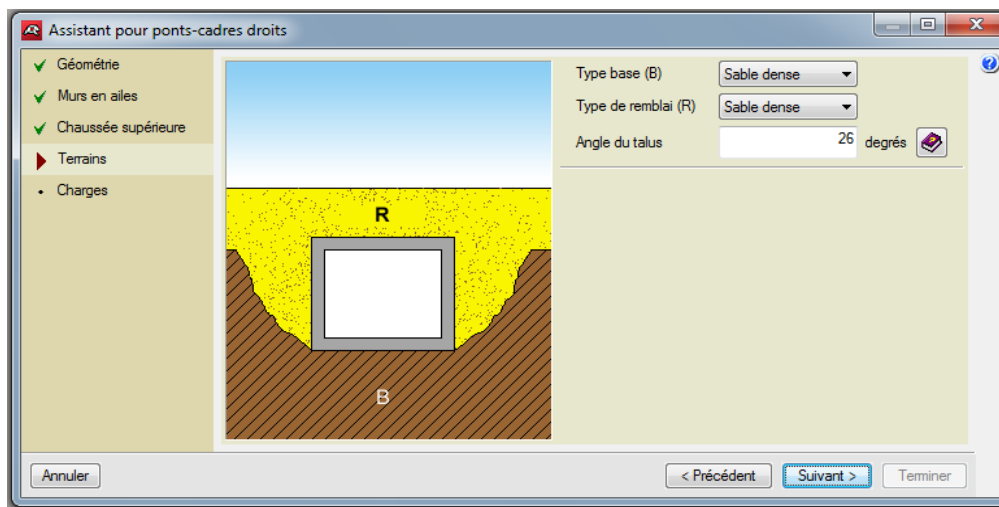 Assistant pour ponts-cadres droits
Géométrie
Murs en ailes
Chaussée supérieure
Terrains
Charges
R
B
Type base (B) Sable dense
Type de remblai (R) Sable dense
Angle du talus 26 degrés
?
Annuler
< Précédent Suivant > Terminer